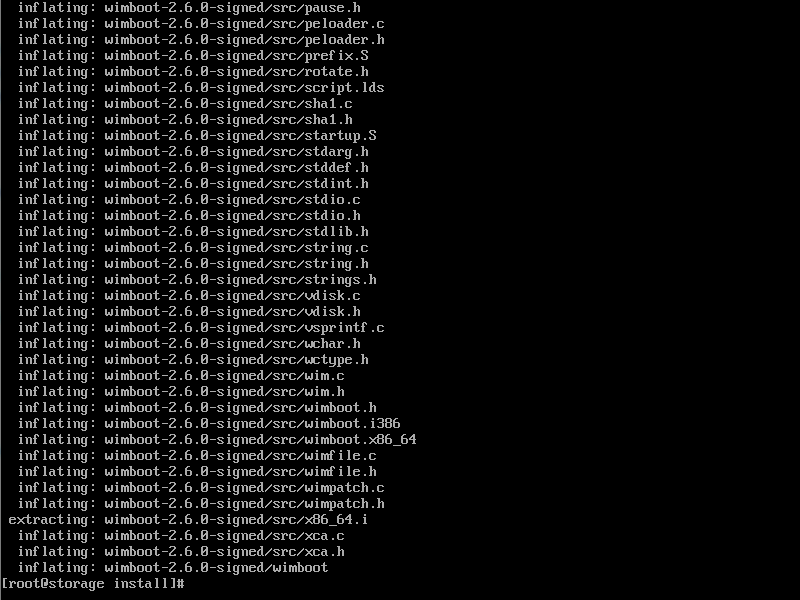 inflating: wimboot-2.6.0-signed/src/pause.h
inflating: wimboot-2.6.0-signed/src/peloader.c
inflating: wimboot-2.6.0-signed/src/peloader.h
inflating: wimboot-2.6.0-signed/src/prefix.S
inflating: wimboot-2.6.0-signed/src/rotate.h
inflating: wimboot-2.6.0-signed/src/script.lds
inflating: wimboot-2.6.0-signed/src/sha1.c
inflating: wimboot-2.6.0-signed/src/sha1.h
inflating: wimboot-2.6.0-signed/src/startup.S
inflating: wimboot-2.6.0-signed/src/stdarg.h
inflating: wimboot-2.6.0-signed/src/stddef.h
inflating: wimboot-2.6.0-signed/src/stdint.h
inflating: wimboot-2.6.0-signed/src/stdio.c
inflating: wimboot-2.6.0-signed/src/stdio.h
inflating: wimboot-2.6.0-signed/src/stdlib.h
inflating: wimboot-2.6.0-signed/src/string.c
inflating: wimboot-2.6.0-signed/src/string.h
inflating: wimboot-2.6.0-signed/src/strings.h
inflating: wimboot-2.6.0-signed/src/vdisk.c
inflating: wimboot-2.6.0-signed/src/vdisk.h
inflating: wimboot-2.6.0-signed/src/vsprintf.c
inflating: wimboot-2.6.0-signed/src/wchar.h
inflating: wimboot-2.6.0-signed/src/wctype.h
inflating: wimboot-2.6.0-signed/src/wim.c
inflating: wimboot-2.6.0-signed/src/wim.h
inflating: wimboot-2.6.0-signed/src/wimboot.h
inflating: wimboot-2.6.0-signed/src/wimboot.i386
inflating: wimboot-2.6.0-signed/src/wimboot.x86_64
inflating: wimboot-2.6.0-signed/src/wimfile.c
inflating: wimboot-2.6.0-signed/src/wimfile.h
inflating: wimboot-2.6.0-signed/src/wimpatch.c
inflating: wimboot-2.6.0-signed/src/wimpatch.h
extracting: wimboot-2.6.0-signed/src/x86_64.i
inflating: wimboot-2.6.0-signed/src/xca.c
inflating: wimboot-2.6.0-signed/src/xca.h
inflating: wimboot-2.6.0-signed/wimboot
[root@storage install]#